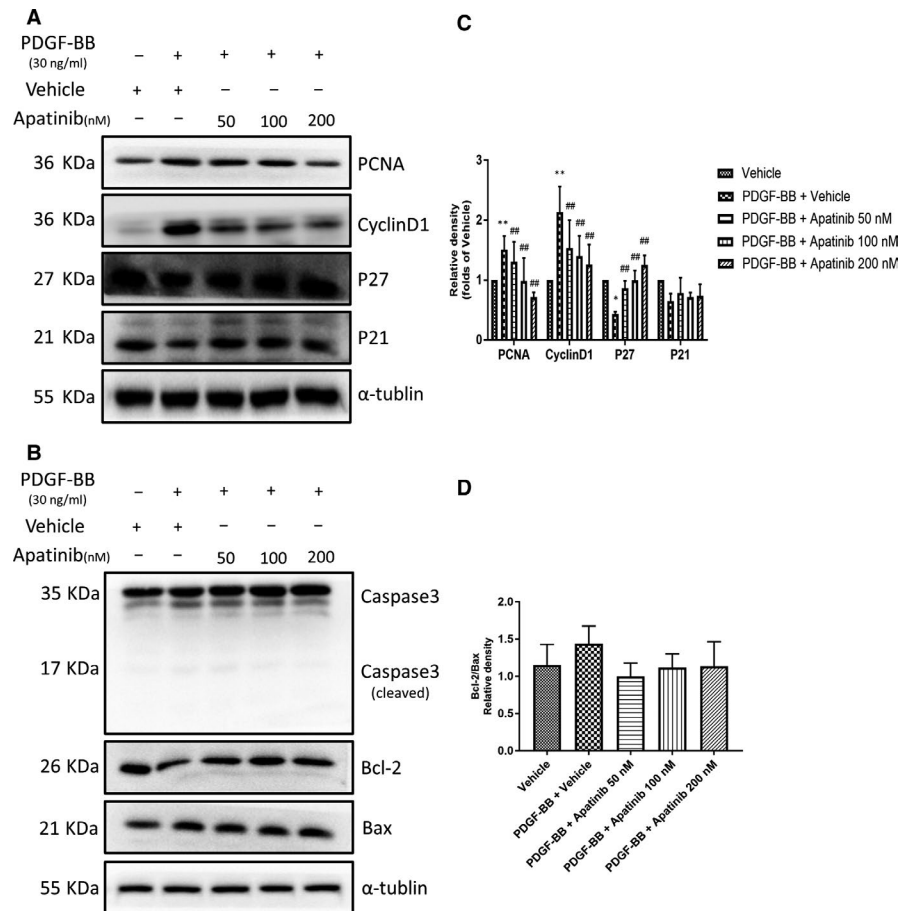 A
PDGF-BB
(30 ng/ml)
– + + + +
Vehicle
+ + – – –
Apatinib(nM)
– – 50 100 200
36 KDa PCNA
36 KDa CyclinD1
27 KDa P27
21 KDa P21
55 KDa α-tublin
B
PDGF-BB
(30 ng/ml)
– + + + +
Vehicle
+ + – – –
Apatinib(nM)
– – 50 100 200
35 KDa Caspase3
17 KDa Caspase3
(cleaved)
26 KDa Bcl-2
21 KDa Bax
55 KDa α-tublin
C
Relative density
(folds of Vehicle)
3
2
1
0
** ## ## ##
** ## ## ##
* ## ## ##
PCNA CyclinD1 P27 P21
Vehicle
PDGF-BB + Vehicle
PDGF-BB + Apatinib 50 nM
PDGF-BB + Apatinib 100 nM
PDGF-BB + Apatinib 200 nM
D
Bcl-2/Bax
Relative density
2.0
1.5
1.0
0.5
0.0
Vehicle
PDGF-BB + Vehicle
PDGF-BB + Apatinib 50 nM
PDGF-BB + Apatinib 100 nM
PDGF-BB + Apatinib 200 nM